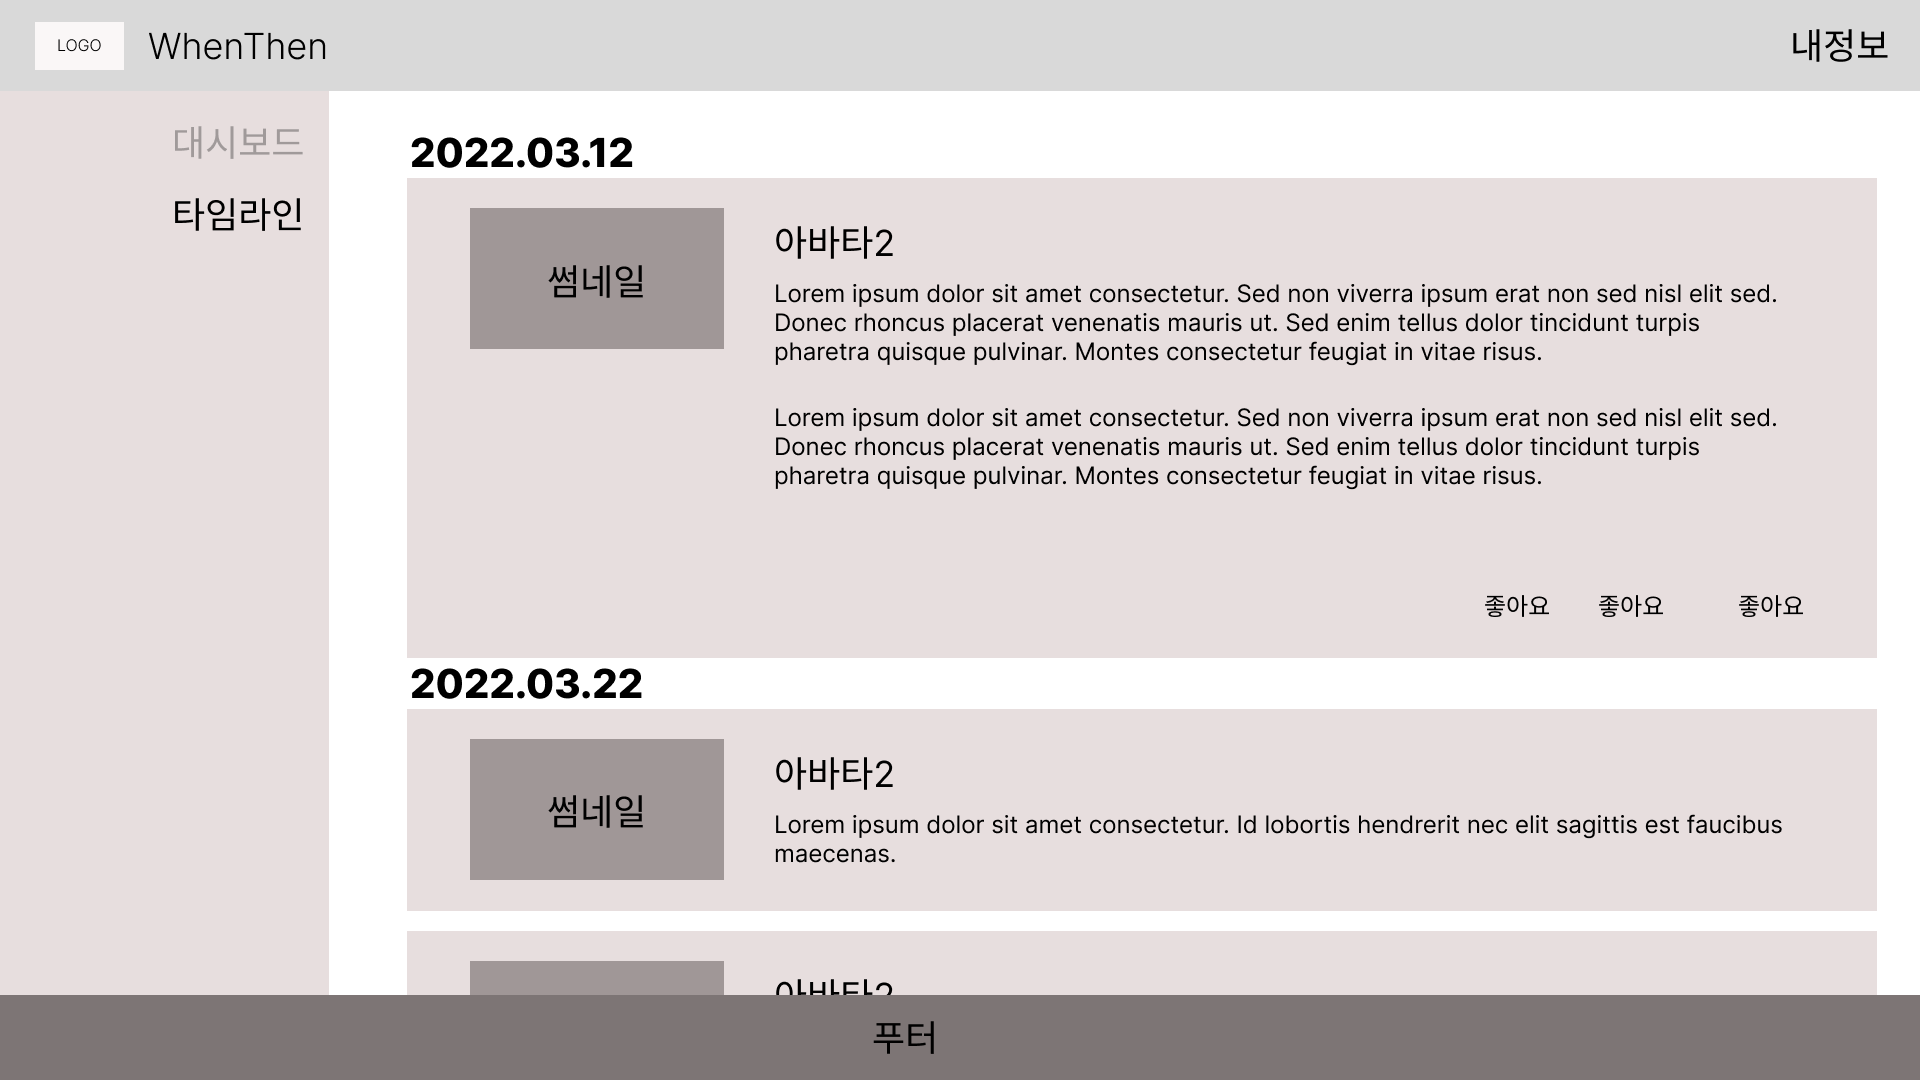 LOGO
WhenThen
내정보
대시보드
타임라인
2022.03.12
썸네일
아바타2
Lorem ipsum dolor sit amet consectetur. Sed non viverra ipsum erat non sed nisl elit sed.
Donec rhoncus placerat venenatis mauris ut. Sed enim tellus dolor tincidunt turpis
pharetra quisque pulvinar. Montes consectetur feugiat in vitae risus.
Lorem ipsum dolor sit amet consectetur. Sed non viverra ipsum erat non sed nisl elit sed.
Donec rhoncus placerat venenatis mauris ut. Sed enim tellus dolor tincidunt turpis
pharetra quisque pulvinar. Montes consectetur feugiat in vitae risus.
좋아요 좋아요 좋아요
2022.03.22
썸네일
아바타2
Lorem ipsum dolor sit amet consectetur. Id lobortis hendrerit nec elit sagittis est faucibus
maecenas.
아바타2
푸터